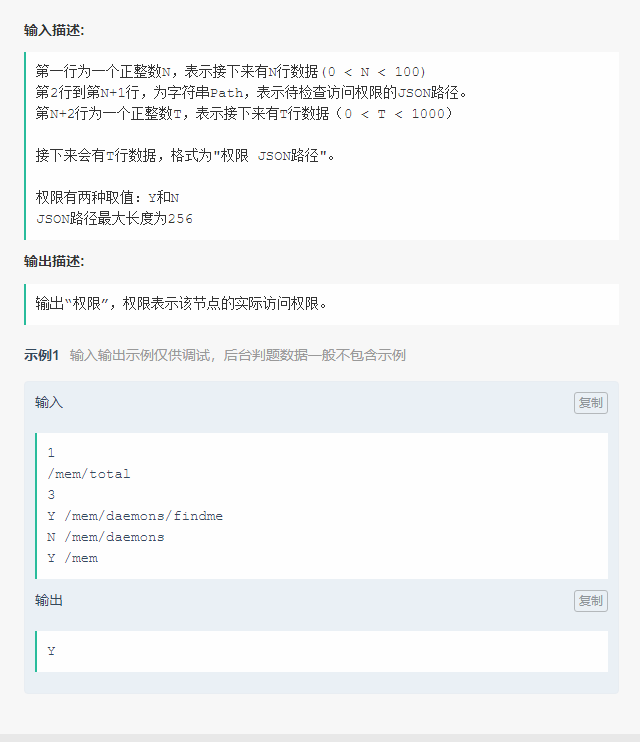 输入描述:
第一行为一个正整数N，表示接下来有N行数据(0 < N < 100)
第2行到第N+1行，为字符串Path，表示待检查访问权限的JSON路径。
第N+2行为一个正整数T，表示接下来有T行数据（0 < T < 1000）
接下来会有T行数据，格式为"权限 JSON路径"。
权限有两种取值：Y和N
JSON路径最大长度为256
输出描述:
输出“权限”，权限表示该节点的实际访问权限。
示例1 输入输出示例仅供调试，后台判题数据一般不包含示例
输入 复制
1
/mem/total
3
Y /mem/daemons/findme
N /mem/daemons
Y /mem
输出 复制
Y